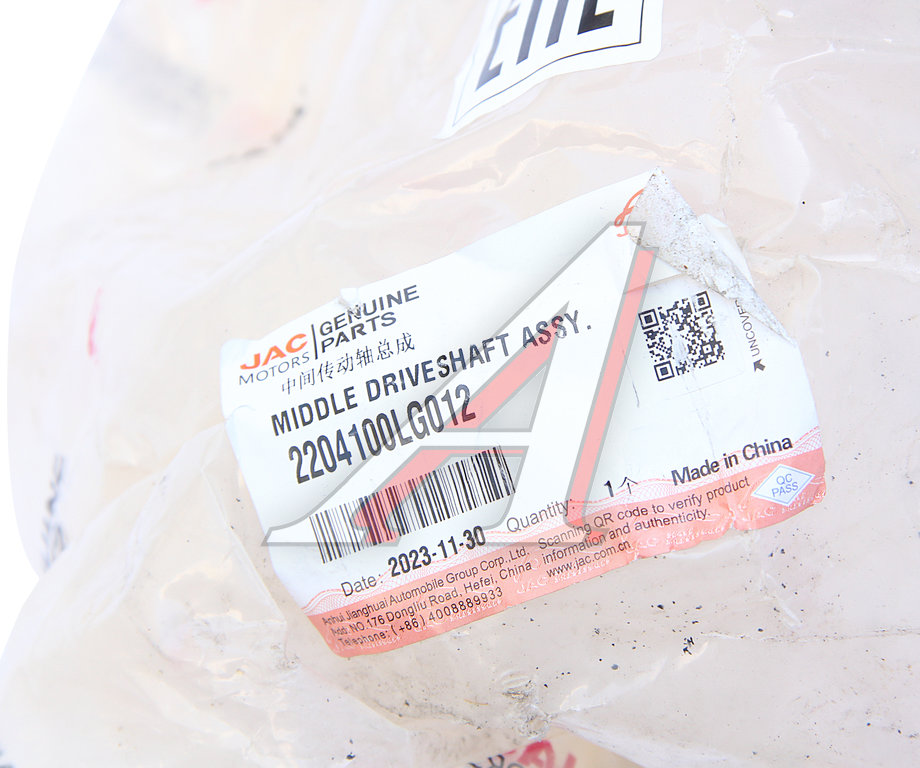 JAC MOTORS GENUINE PARTS
中间传动轴总成
MIDDLE DRIVESHAFT ASSY.
2204100LG012
UNCOVER
Quantity: 1个
Made in China
Date: 2023-11-30
QC PASS
Anhui Jianghuai Automobile Group Corp., Ltd.
Add: NO.176 Dongliu Road, Hefei, China
Telephone: (+86) 4008889933
Scanning QR code to verify product
information and authenticity.
www.jac.com.cn